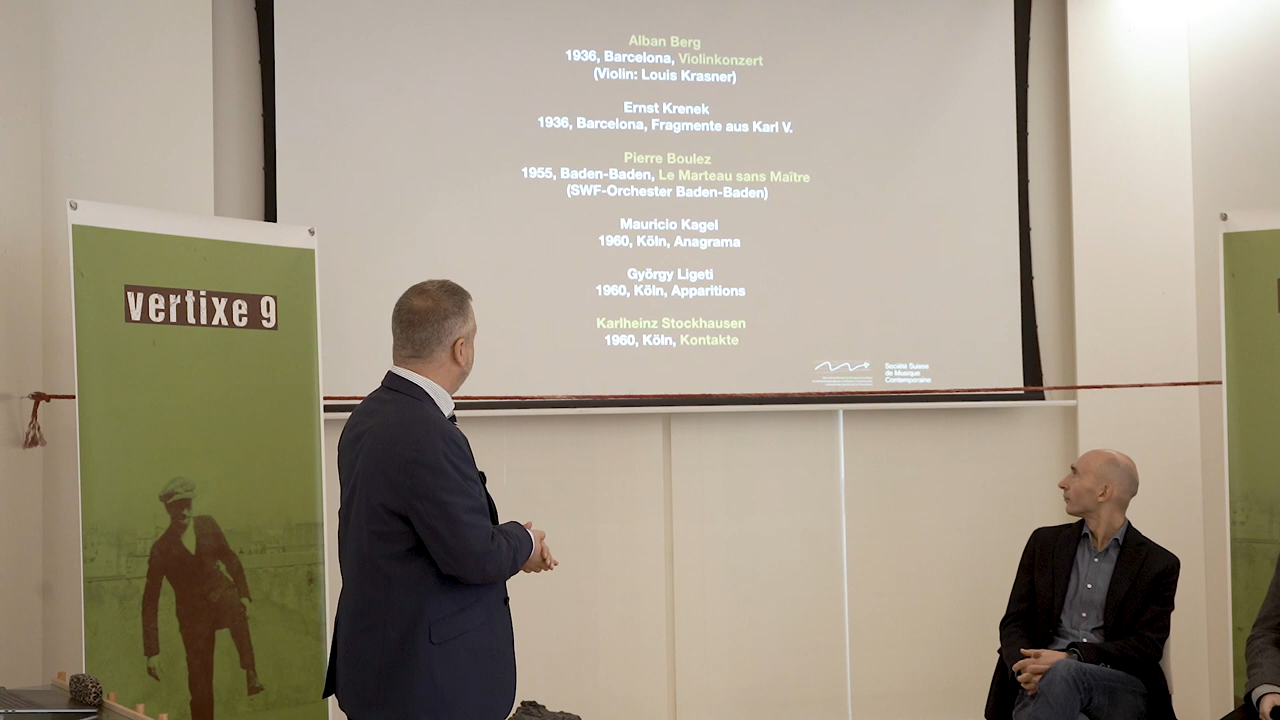 Alban Berg
1936, Barcelona, Violinkonzert
(Violin: Louis Krasner)
Ernst Krenek
1936, Barcelona, Fragmente aus Karl V.
Pierre Boulez
1955, Baden-Baden, Le Marteau sans Maître
(SWF-Orchester Baden-Baden)
Mauricio Kagel
1960, Köln, Anagrama
György Ligeti
1960, Köln, Apparitions
Karlheinz Stockhausen
1960, Köln, Kontakte
Société Suisse
de Musique
Contemporaine
vertixe 9